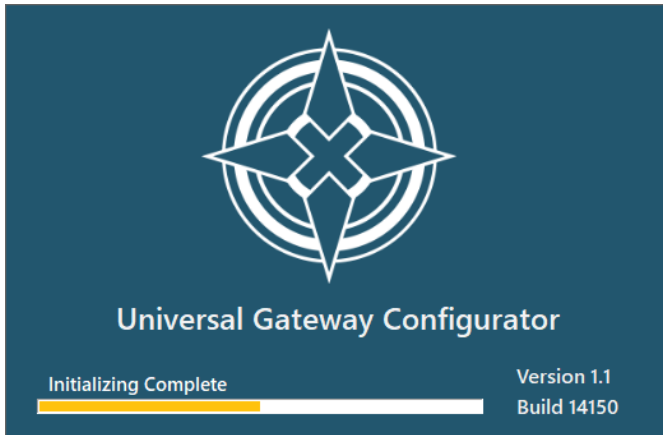 Universal Gateway Configurator
Initializing Complete
Version 1.1
Build 14150